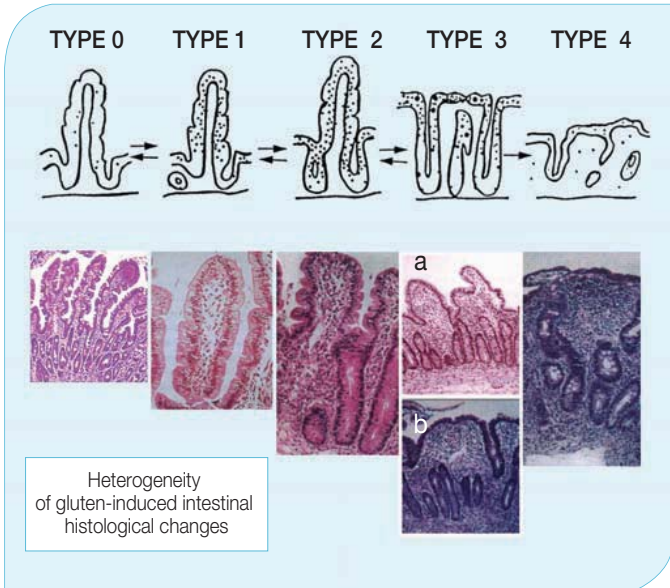 TYPE 0 TYPE 1 TYPE 2 TYPE 3 TYPE 4
a
b
Heterogeneity
of gluten-induced intestinal
histological changes